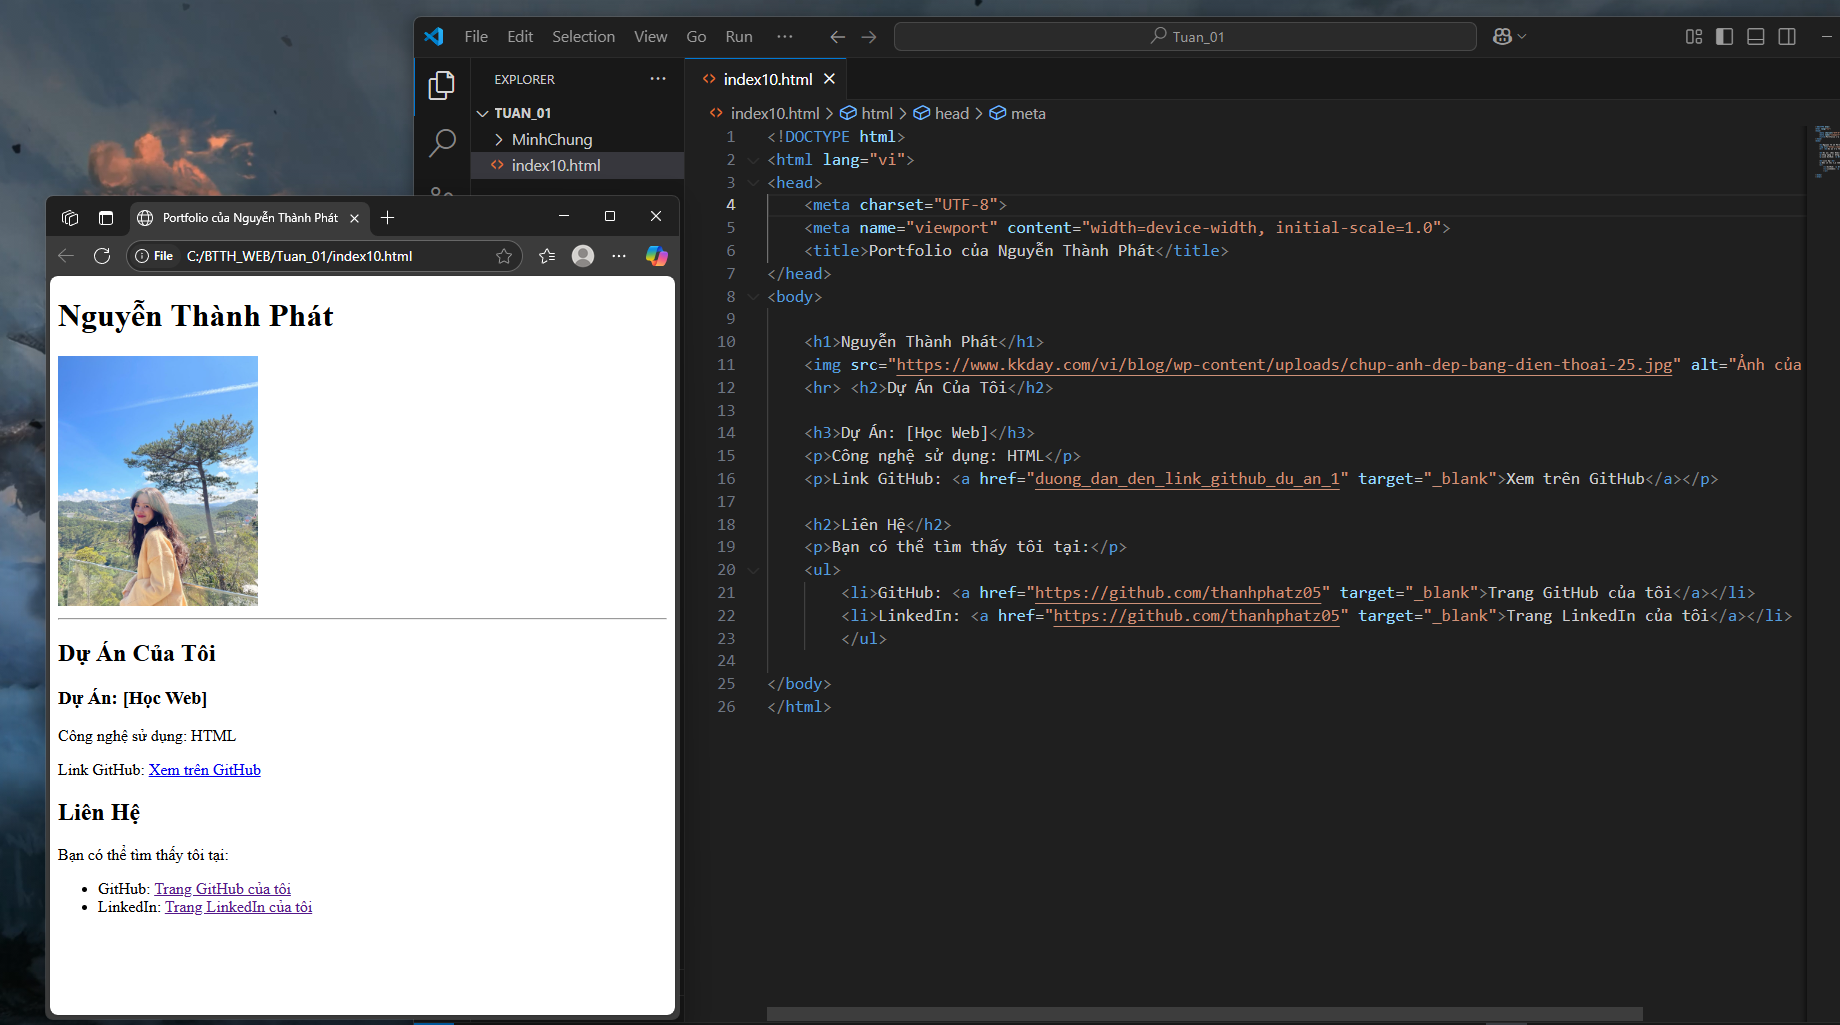 File Edit Selection View Go Run ··· Tuan_01
EXPLORER ···
TUAN_01
MinhChung
index10.html
index10.html
index10.html > html > head > meta
1 <!DOCTYPE html>
2 <html lang="vi">
3 <head>
4 <meta charset="UTF-8">
5 <meta name="viewport" content="width=device-width, initial-scale=1.0">
6 <title>Portfolio của Nguyễn Thành Phát</title>
7 </head>
8 <body>
9
10 <h1>Nguyễn Thành Phát</h1>
11 <img src="https://www.kkday.com/vi/blog/wp-content/uploads/chup-anh-dep-bang-dien-thoai-25.jpg" alt="Ảnh của
12 <hr> <h2>Dự Án Của Tôi</h2>
13
14 <h3>Dự Án: [Học Web]</h3>
15 <p>Công nghệ sử dụng: HTML</p>
16 <p>Link GitHub: <a href="duong_dan_den_link_github_du_an_1" target="_blank">Xem trên GitHub</a></p>
17
18 <h2>Liên Hệ</h2>
19 <p>Bạn có thể tìm thấy tôi tại:</p>
20 <ul>
21 <li>GitHub: <a href="https://github.com/thanhphatz05" target="_blank">Trang GitHub của tôi</a></li>
22 <li>LinkedIn: <a href="https://github.com/thanhphatz05" target="_blank">Trang LinkedIn của tôi</a></li>
23 </ul>
24
25 </body>
26 </html>
Portfolio của Nguyễn Thành Phát
File C:/BTTH_WEB/Tuan_01/index10.html
Nguyễn Thành Phát
Dự Án Của Tôi
Dự Án: [Học Web]
Công nghệ sử dụng: HTML
Link GitHub: Xem trên GitHub
Liên Hệ
Bạn có thể tìm thấy tôi tại:
• GitHub: Trang GitHub của tôi
• LinkedIn: Trang LinkedIn của tôi